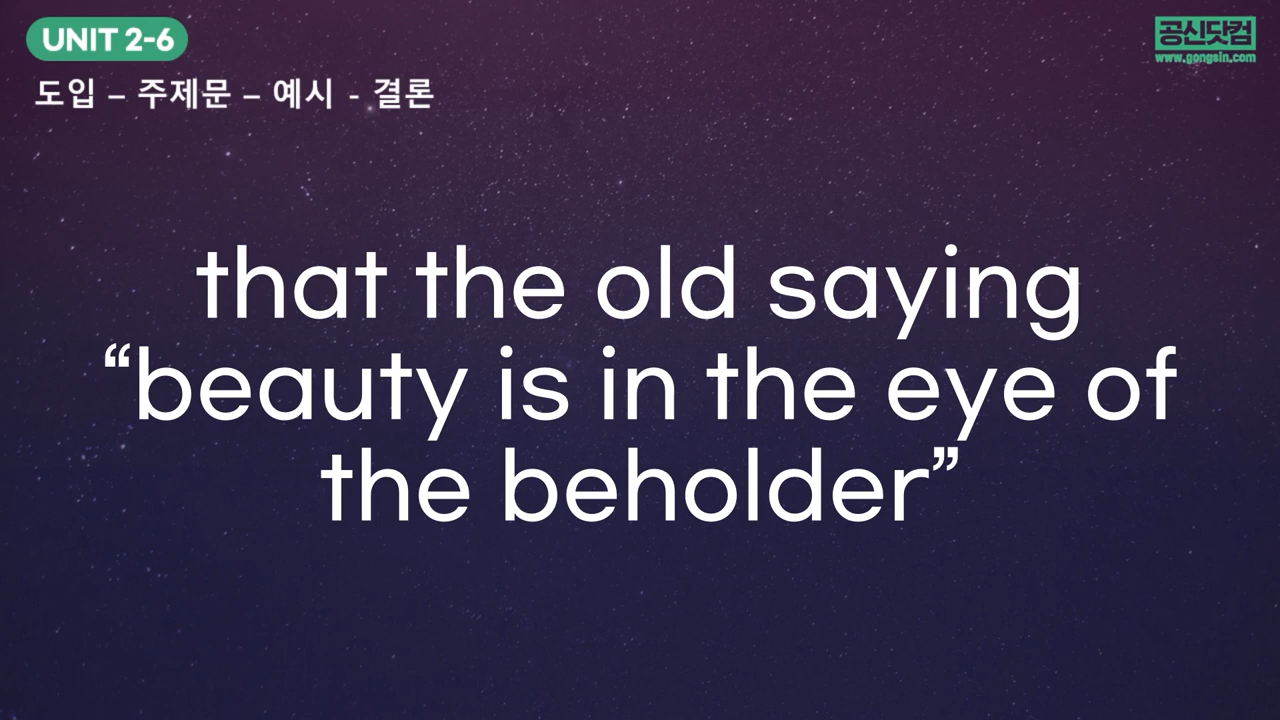 UNIT 2-6
공신닷컴
www.gongsin.com
도입 – 주제문 – 예시 - 결론
that the old saying
“beauty is in the eye of
the beholder”